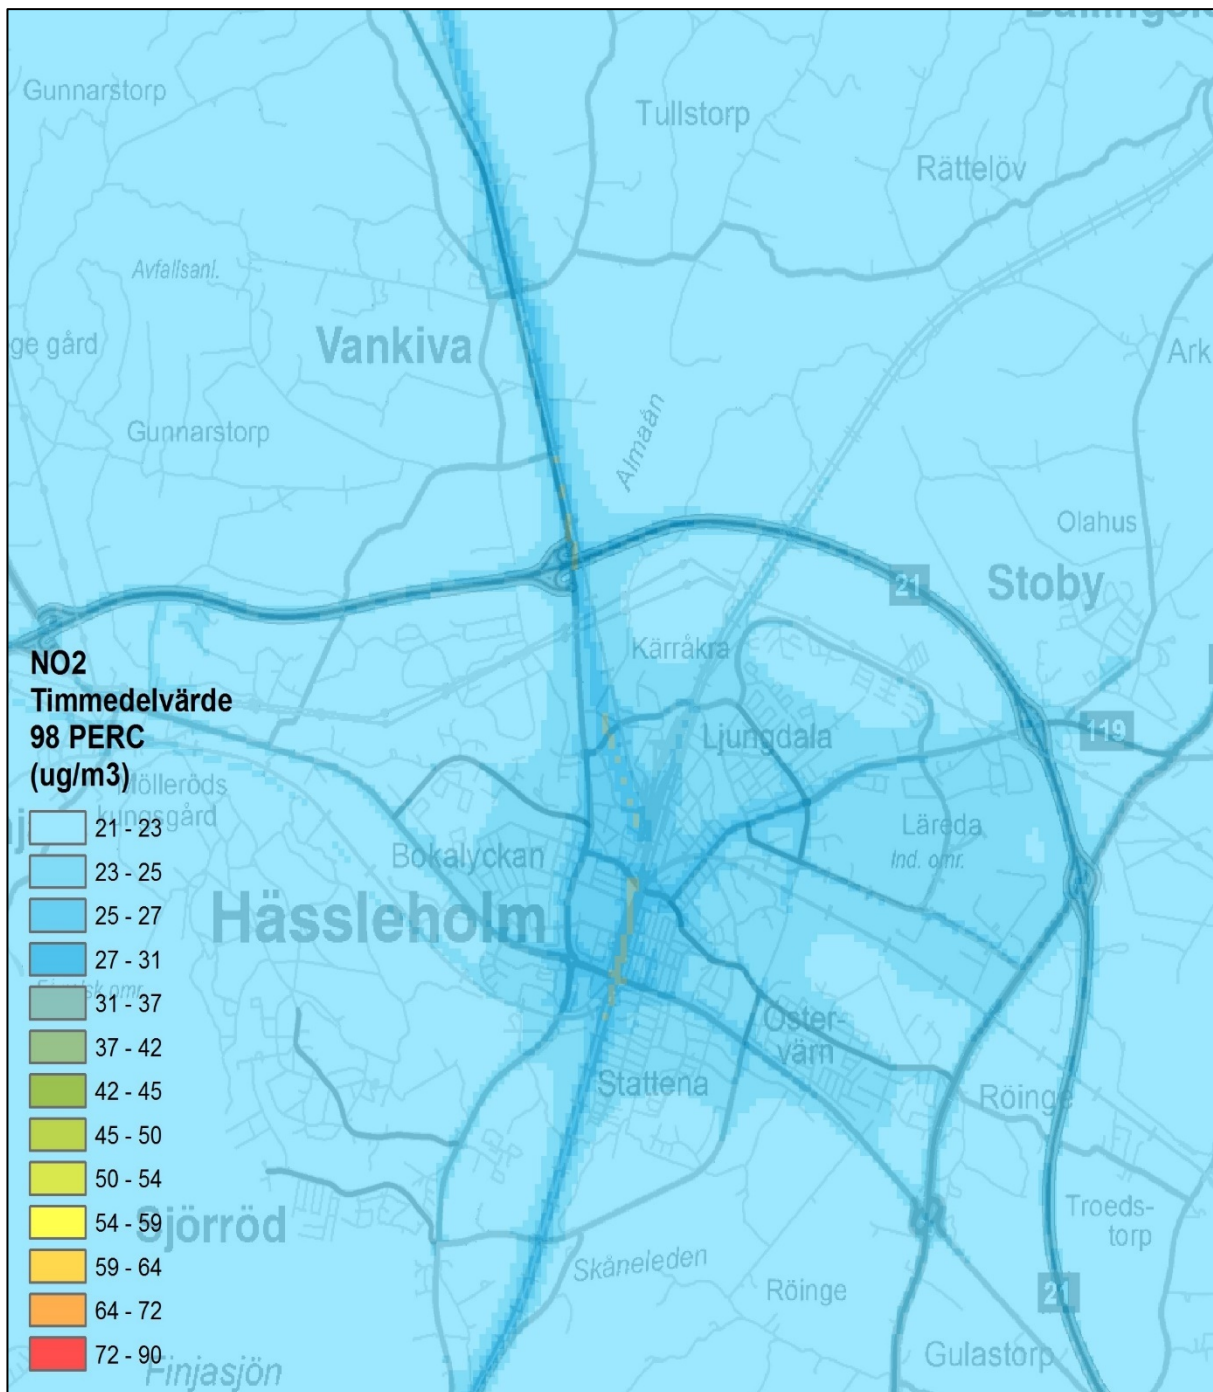 Gunnarstorp
Tullstorp
Rättelöv
Avfallsanl.
ge gård
Vankiva
Ark
Gunnarstorp
Almaån
Olahus
21
Stoby
Kärråkra
NO2
Timmedelvärde
98 PERC
(ug/m3)
119
Ljungdala
Mölleröds
kungsgård
21 - 23
Läreda
Ind. omr.
Bokalyckan
23 - 25
Hässleholm
25 - 27
27 - 31
omr.
31 - 37
Öster-
värn
37 - 42
Stattena
Röinge
42 - 45
45 - 50
50 - 54
Sjörröd
Troeds-
torp
54 - 59
Skåneleden
59 - 64
Röinge
21
64 - 72
72 - 90
Finjasjön
Gulastorp